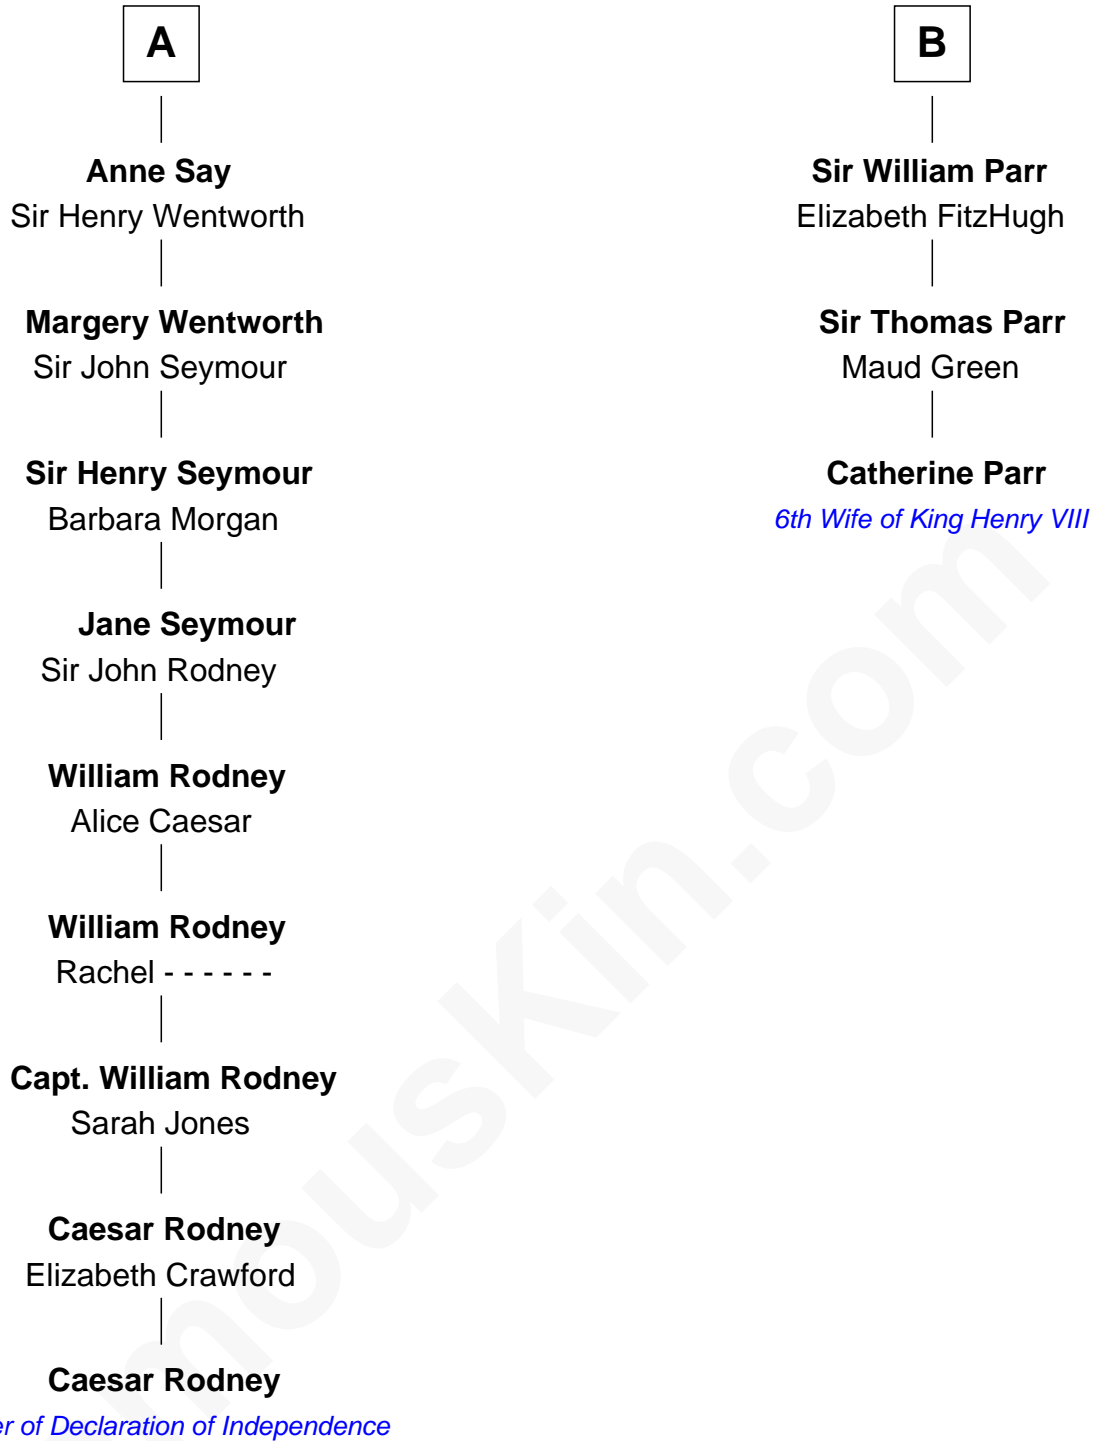 A
Anne Say
Sir Henry Wentworth
Margery Wentworth
Sir John Seymour
Sir Henry Seymour
Barbara Morgan
Jane Seymour
Sir John Rodney
William Rodney
Alice Caesar
William Rodney
Rachel - - - - - -
Capt. William Rodney
Sarah Jones
Caesar Rodney
Elizabeth Crawford
Caesar Rodney
er of Declaration of Independence
B
Sir William Parr
Elizabeth FitzHugh
Sir Thomas Parr
Maud Green
Catherine Parr
6th Wife of King Henry VIII
mousKin.com